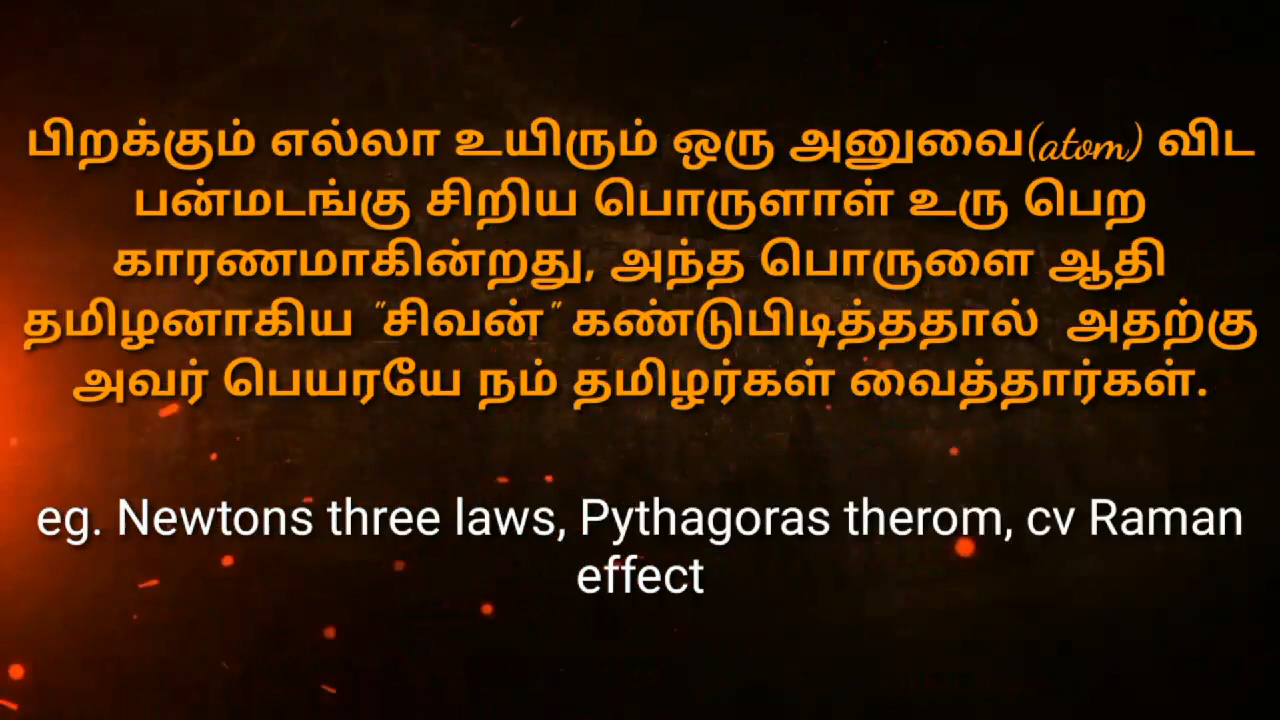 பிறக்கும் எல்லா உயிரும் ஒரு அனுவை(atom) விட
பன்மடங்கு சிறிய பொருளாள் உரு பெற
காரணமாகின்றது, அந்த பொருளை ஆதி
தமிழனாகிய "சிவன்" கண்டுபிடித்ததால் அதற்கு
அவர் பெயரயே நம் தமிழர்கள் வைத்தார்கள்.
eg. Newtons three laws, Pythagoras therom, cv Raman
effect